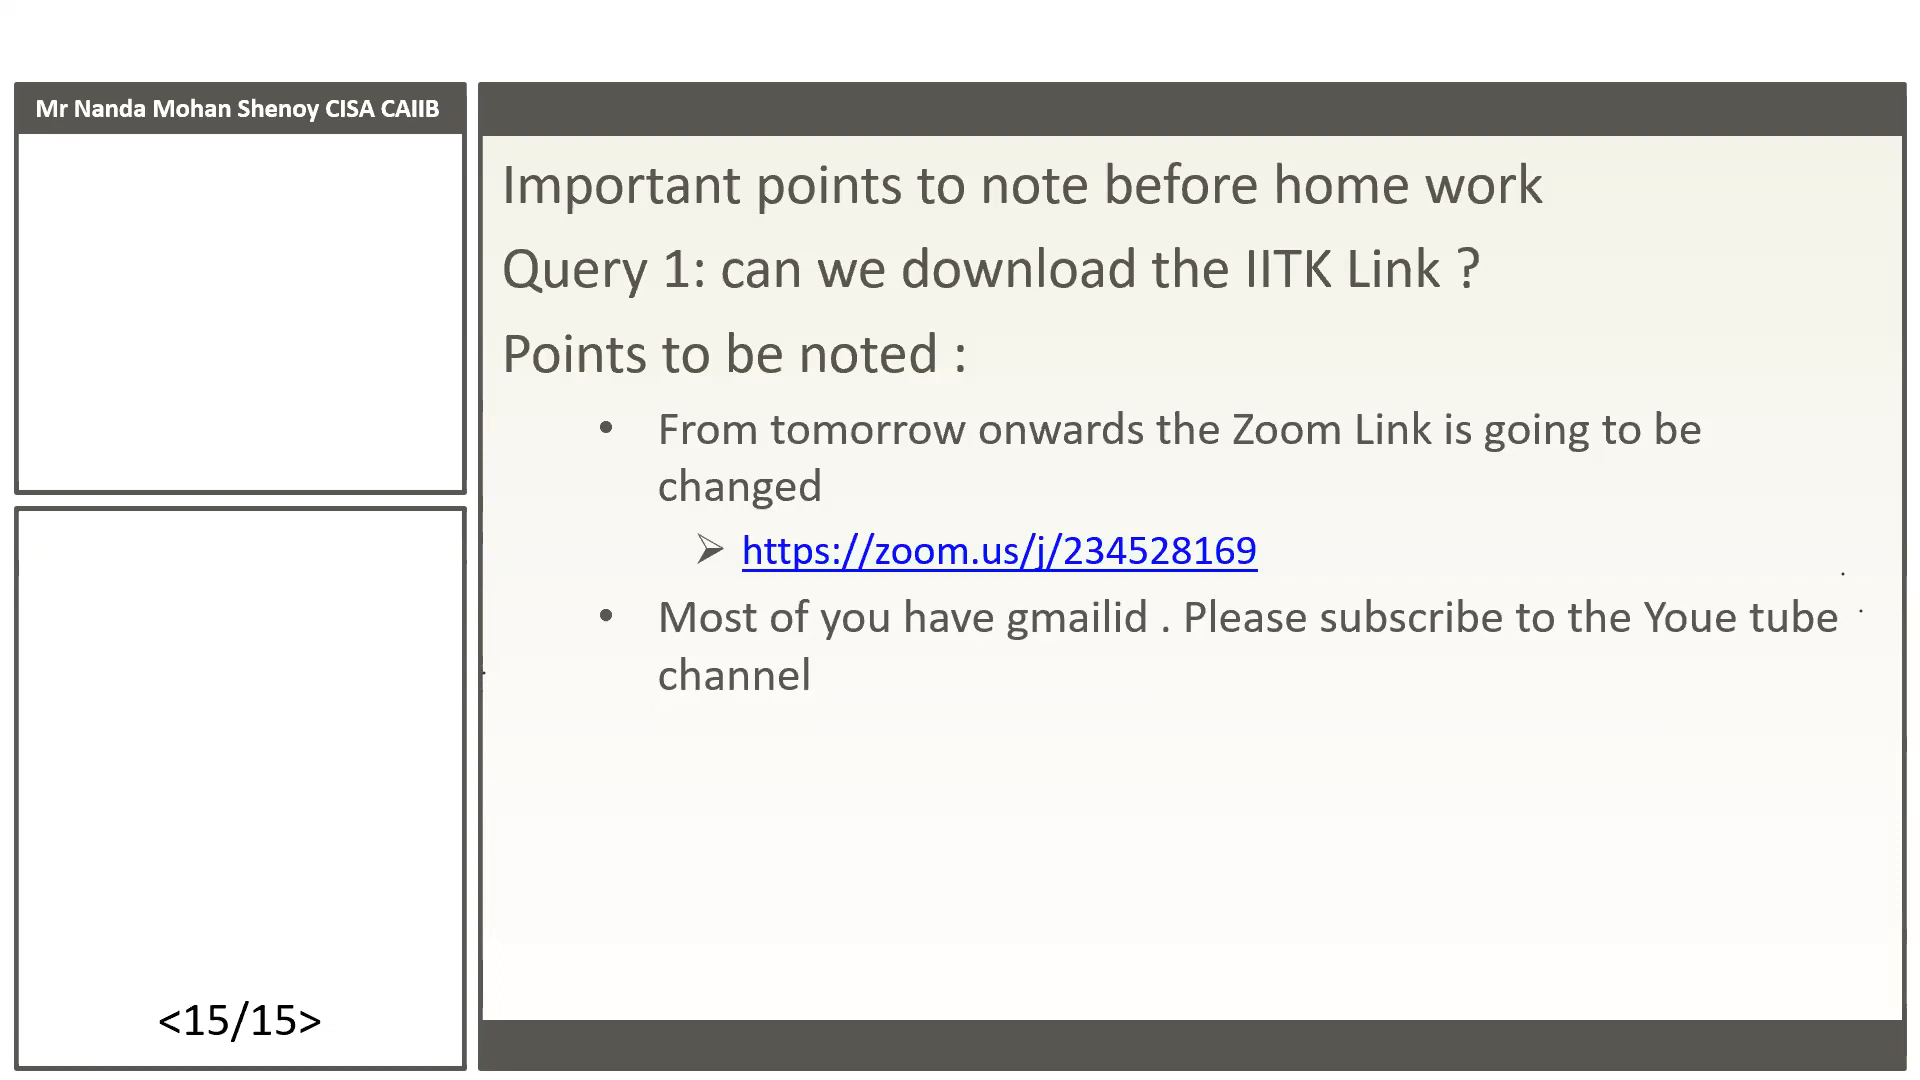 Mr Nanda Mohan Shenoy CISA CAIIB
Important points to note before home work
Query 1: can we download the IITK Link ?
Points to be noted :
• From tomorrow onwards the Zoom Link is going to be
changed
➢ https://zoom.us/j/234528169
• Most of you have gmailid . Please subscribe to the Youe tube
channel
<15/15>